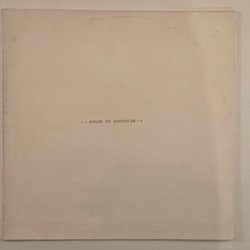 -- HOUSE OF ANDERSON --